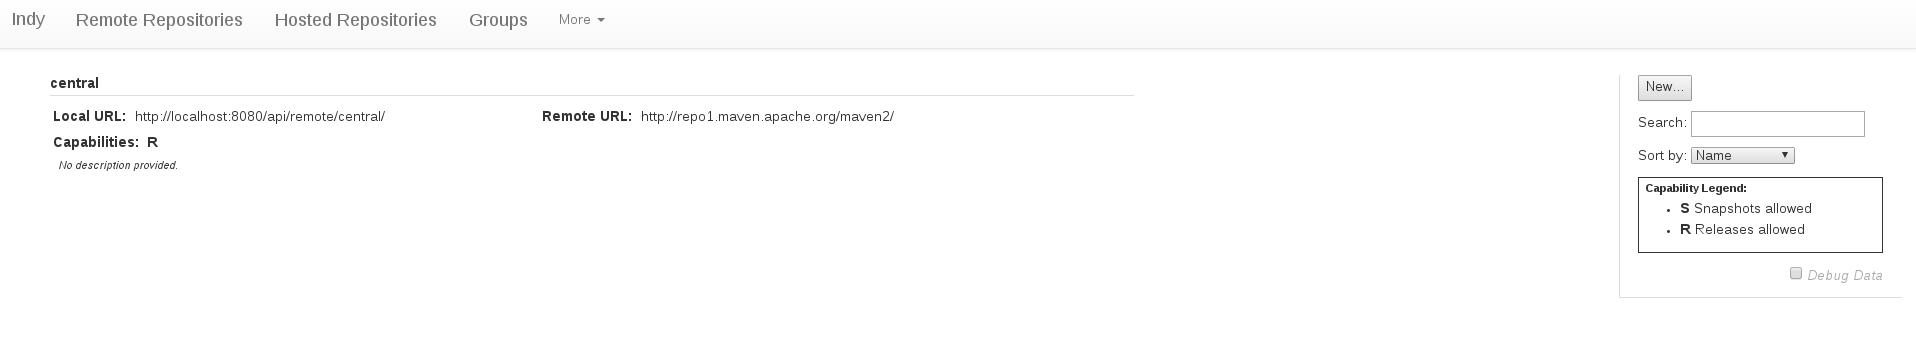 Indy Remote Repositories Hosted Repositories Groups More
central
Local URL: http://localhost:8080/api/remote/central/ Remote URL: http://repo1.maven.apache.org/maven2/
Capabilities: R
No description provided.
New...
Search:
Sort by: Name
Capability Legend:
• S Snapshots allowed
• R Releases allowed
Debug Data